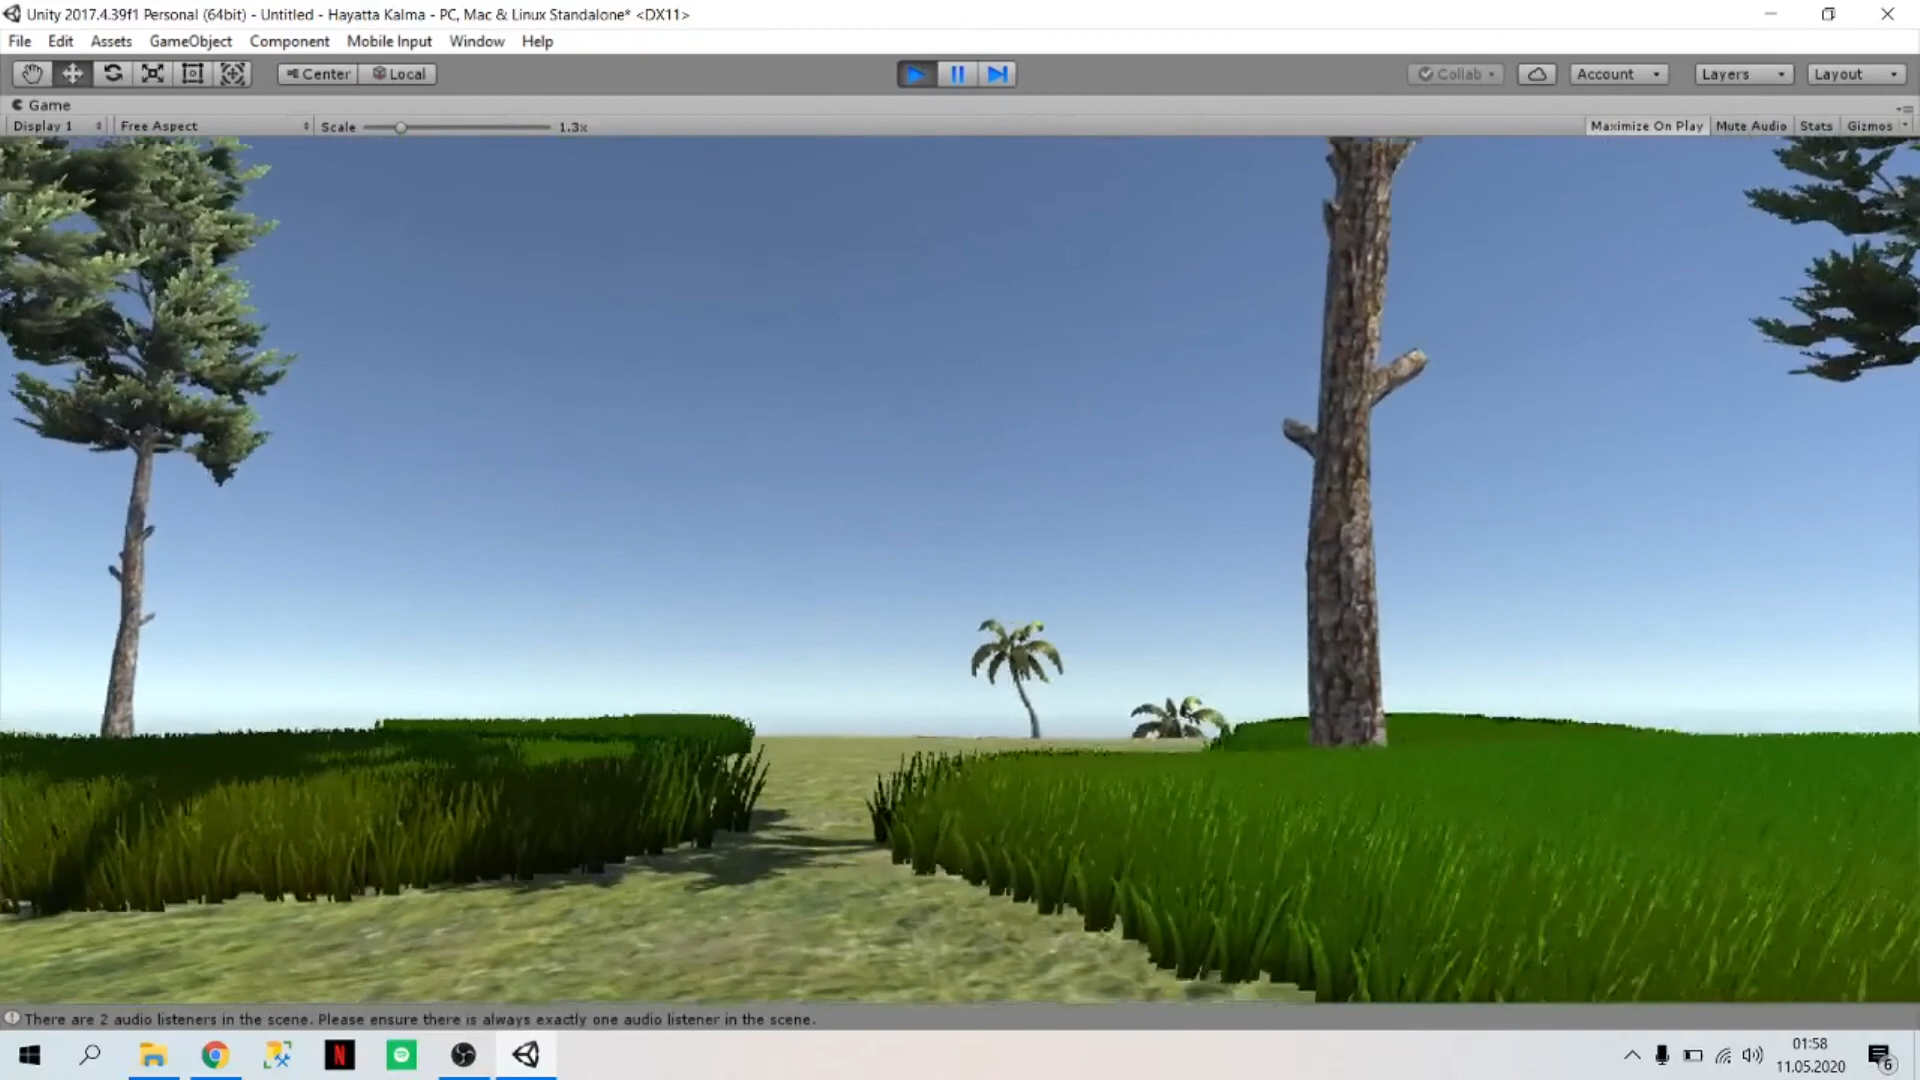 Unity 2017.4.39f1 Personal (64bit) - Untitled - Hayatta Kalma - PC, Mac & Linux Standalone* <DX11>
File Edit Assets GameObject Component Mobile Input Window Help
Center Local Collab Account Layers Layout
Game
Display 1 Free Aspect Scale 1.3x Maximize On Play Mute Audio Stats Gizmos
There are 2 audio listeners in the scene. Please ensure there is always exactly one audio listener in the scene.
N
01:58
11.05.2020
6